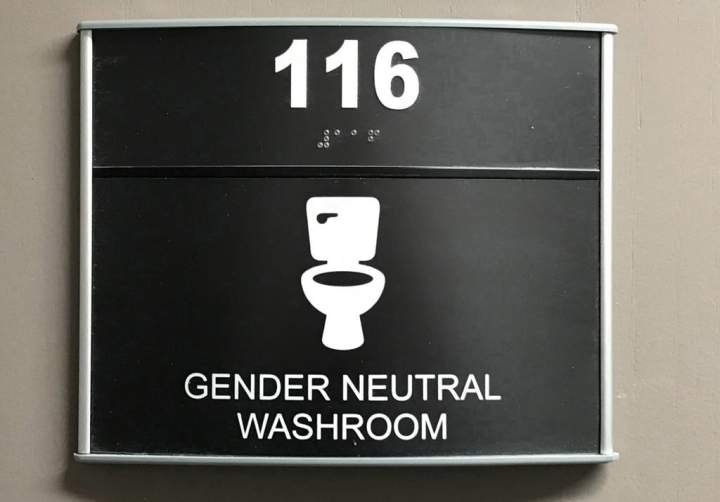 116
⠼⠁⠁⠋
GENDER NEUTRAL
WASHROOM